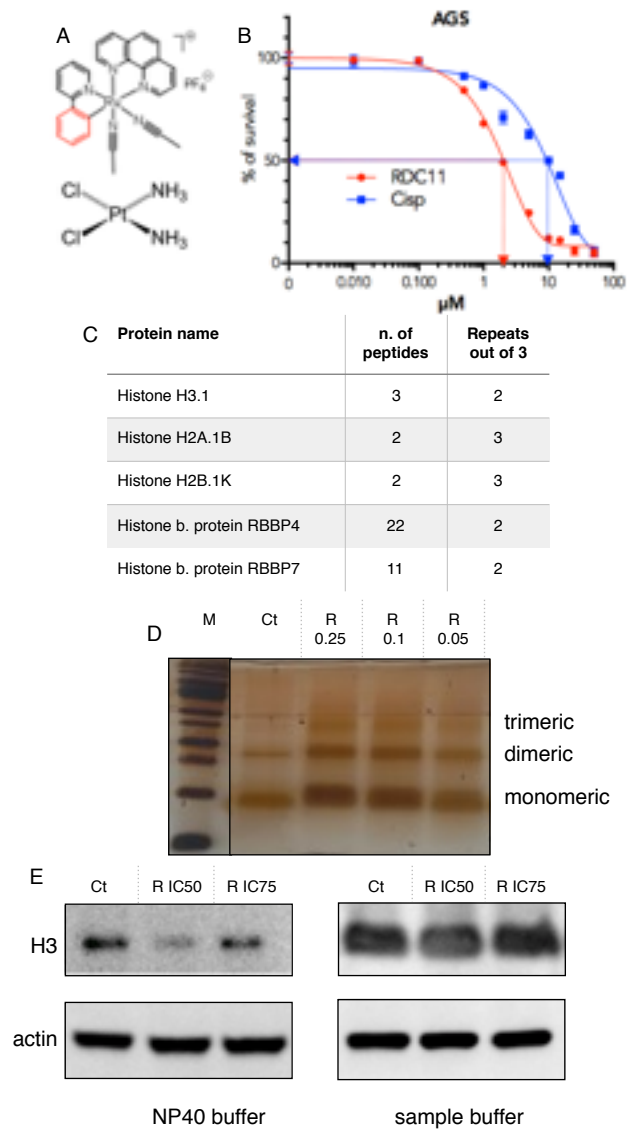 A
N
N
N
N
PF6
Cl
Cl
Pt
NH3
NH3
B
AGS
% of survival
100
50
0
RDC11
Cisp
0 0.010 0.100 1 10 100
µM
C Protein name n. of peptides Repeats out of 3
Histone H3.1 3 2
Histone H2A.1B 2 3
Histone H2B.1K 2 3
Histone b. protein RBBP4 22 2
Histone b. protein RBBP7 11 2
D
M Ct R 0.25 R 0.1 R 0.05
trimeric
dimeric
monomeric
E
Ct R IC50 R IC75 Ct R IC50 R IC75
H3
actin
NP40 buffer sample buffer